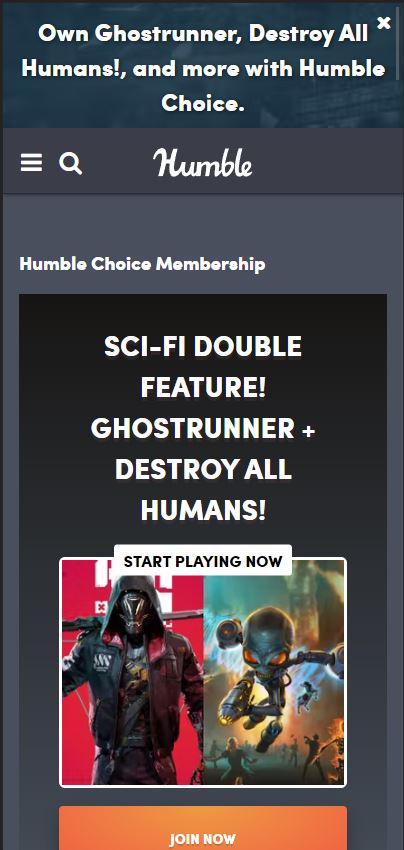 Own Ghostrunner, Destroy All
Humans!, and more with Humble
Choice.
Humble
Humble Choice Membership
SCI-FI DOUBLE
FEATURE!
GHOSTRUNNER +
DESTROY ALL
HUMANS!
START PLAYING NOW
JOIN NOW